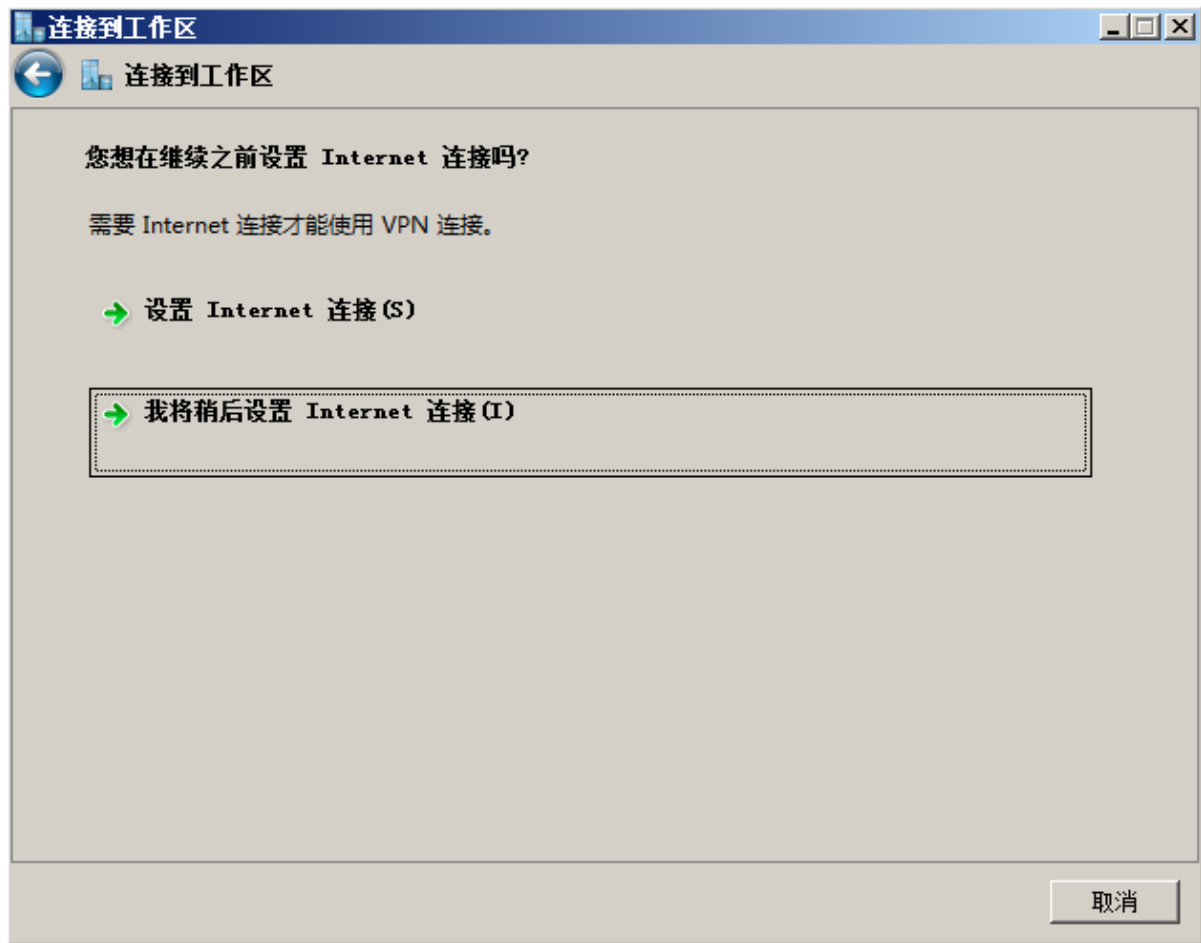 连接到工作区
连接到工作区
您想在继续之前设置 Internet 连接吗?
需要 Internet 连接才能使用 VPN 连接。
设置 Internet 连接(S)
我将稍后设置 Internet 连接(I)
取消